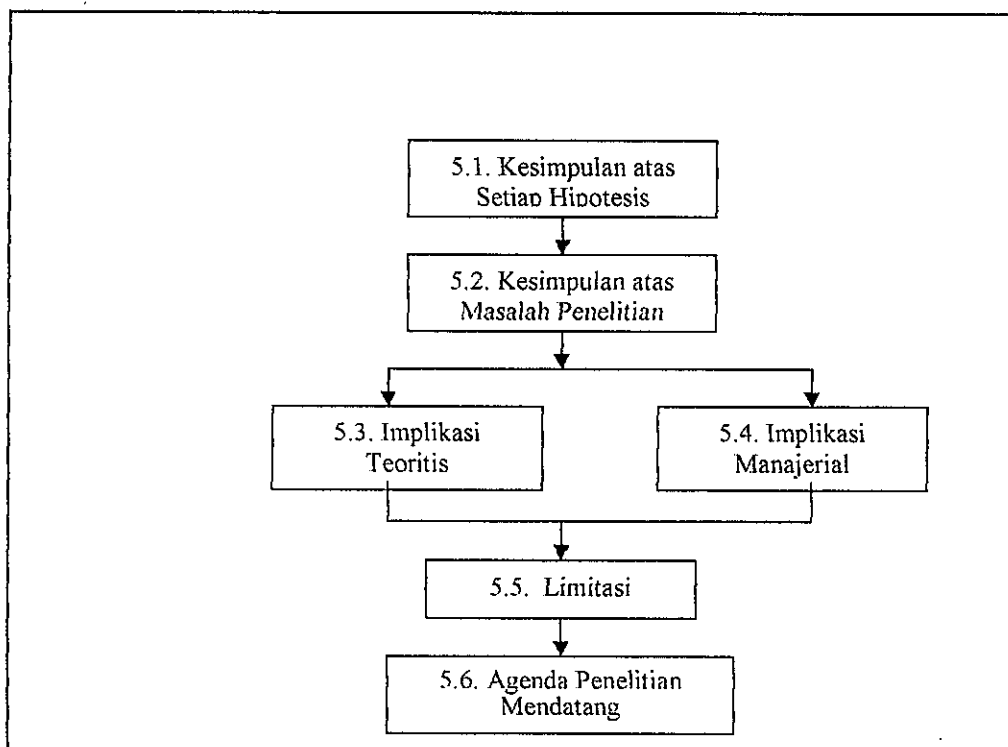 5.1. Kesimpulan atas
Setiap Hipotesis
5.2. Kesimpulan atas
Masalah Penelitian
5.3. Implikasi
Teoritis
5.4. Implikasi
Manajerial
5.5. Limitasi
5.6. Agenda Penelitian
Mendatang